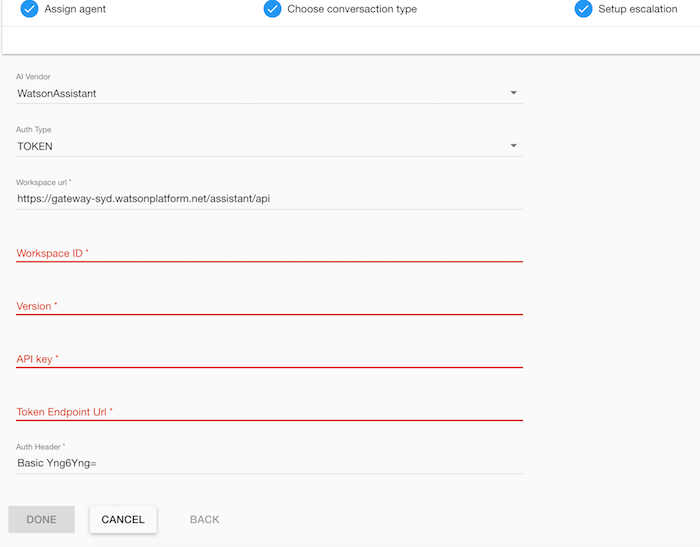 Assign agent Choose conversaction type Setup escalation
AI Vendor
WatsonAssistant
Auth Type
TOKEN
Workspace url *
https://gateway-syd.watsonplatform.net/assistant/api
Workspace ID *
Version *
API key *
Token Endpoint Url *
Auth Header *
Basic Yng6Yng=
DONE CANCEL BACK